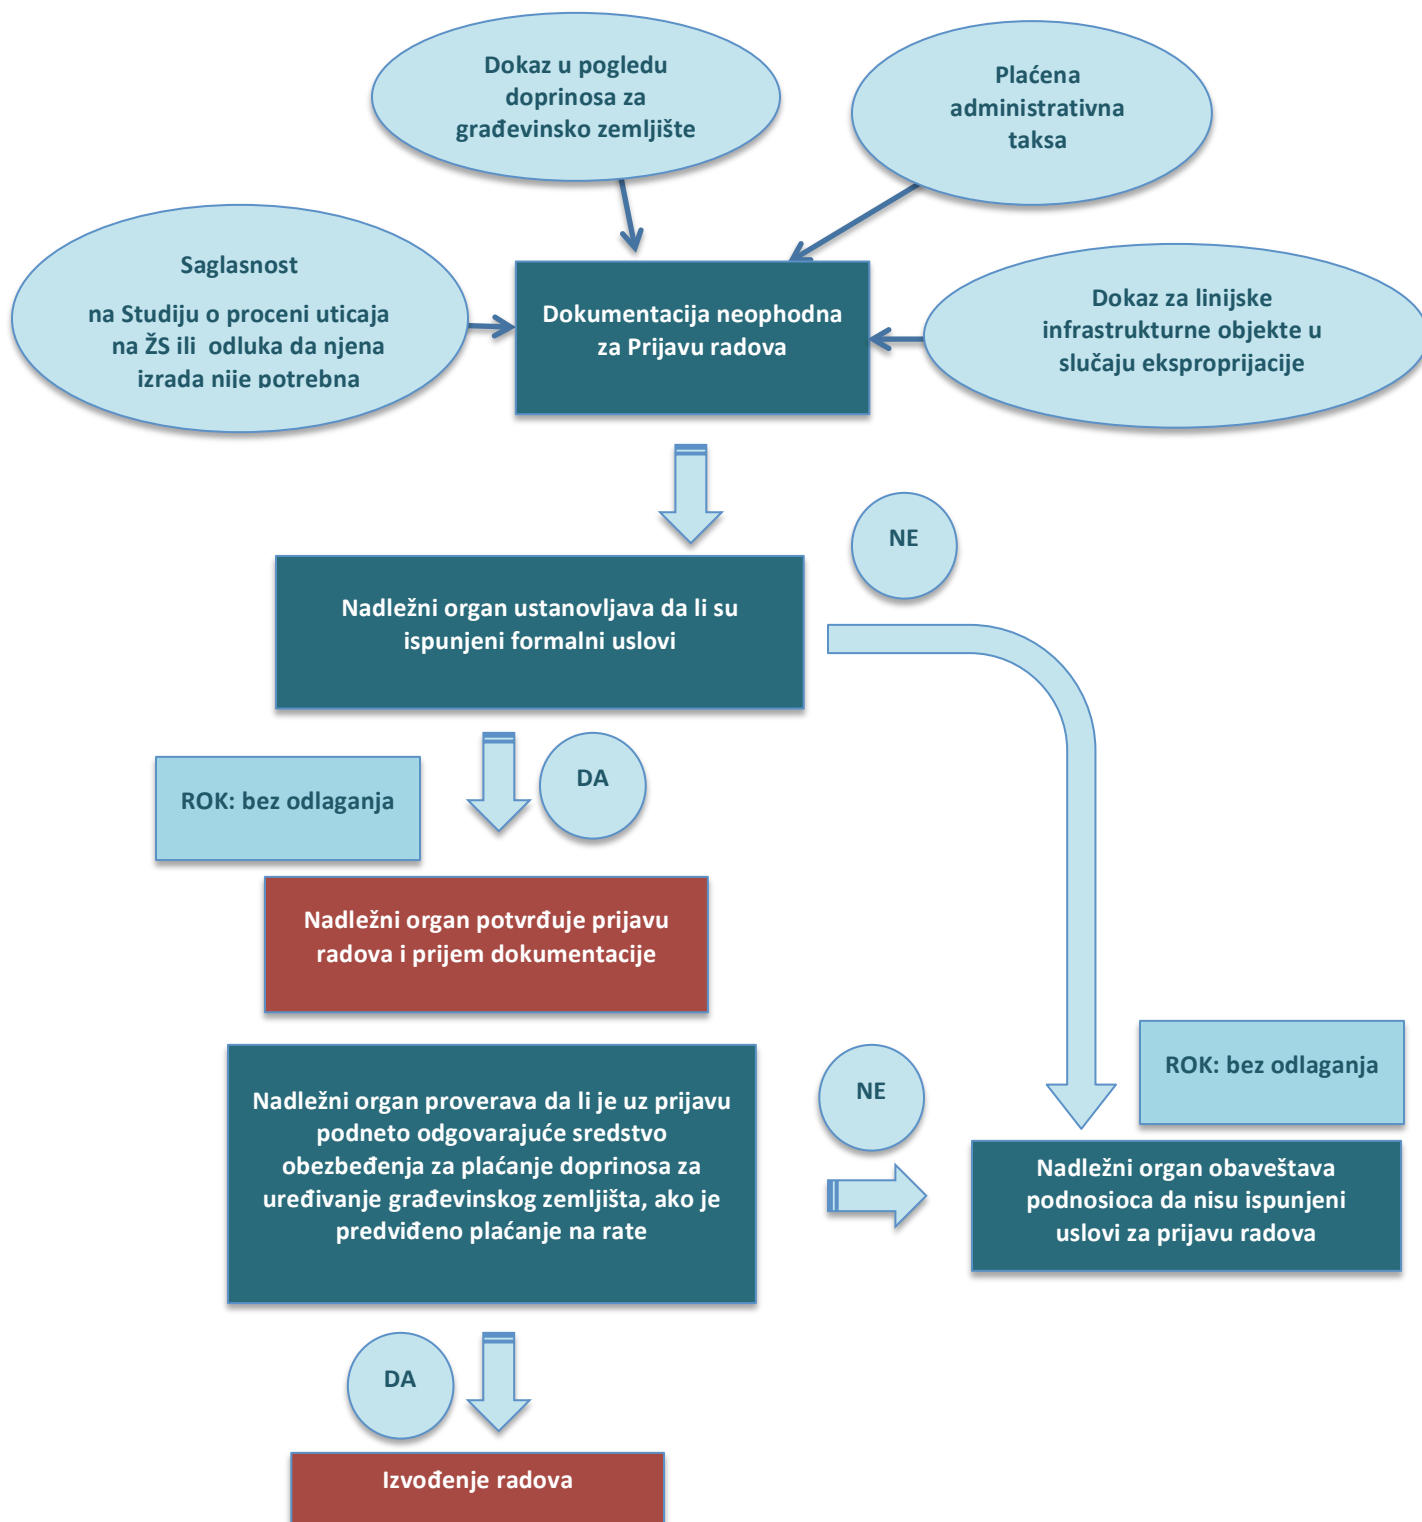 Dokaz u pogledu
doprinosa za
građevinsko zemljište
Plaćena
administrativna
taksa
Saglasnost
na Studiju o proceni uticaja
na ŽS ili  odluka da njena
izrada nije potrebna
Dokumentacija neophodna
za Prijavu radova
Dokaz za linijske
infrastrukturne objekte u
slučaju eksproprijacije
NE
Nadležni organ ustanovljava da li su
ispunjeni formalni uslovi
DA
ROK: bez odlaganja
Nadležni organ potvrđuje prijavu
radova i prijem dokumentacije
Nadležni organ proverava da li je uz prijavu
podneto odgovarajuće sredstvo
obezbeđenja za plaćanje doprinosa za
uređivanje građevinskog zemljišta, ako je
predviđeno plaćanje na rate
NE
ROK: bez odlaganja
Nadležni organ obaveštava
podnosioca da nisu ispunjeni
uslovi za prijavu radova
DA
Izvođenje radova